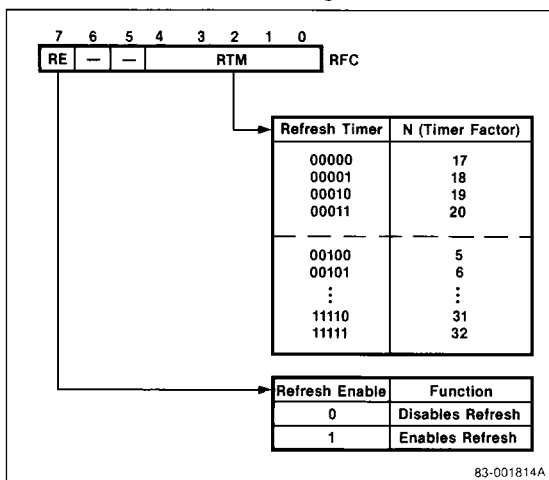 7 6 5 4 3 2 1 0
RE — — RTM RFC
Refresh Timer N (Timer Factor)
00000 17
00001 18
00010 19
00011 20
00100 5
00101 6
⋮ ⋮
11110 31
11111 32
Refresh Enable Function
0 Disables Refresh
1 Enables Refresh
83-001814A